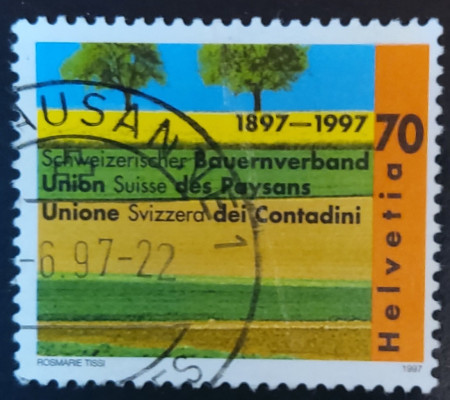 1897–1997
70
Schweizerischer Bauernverband
Union Suisse des Paysans
Unione Svizzera dei Contadini
Helvetia
-6.97-22
ROSMARIE TISSI
1997